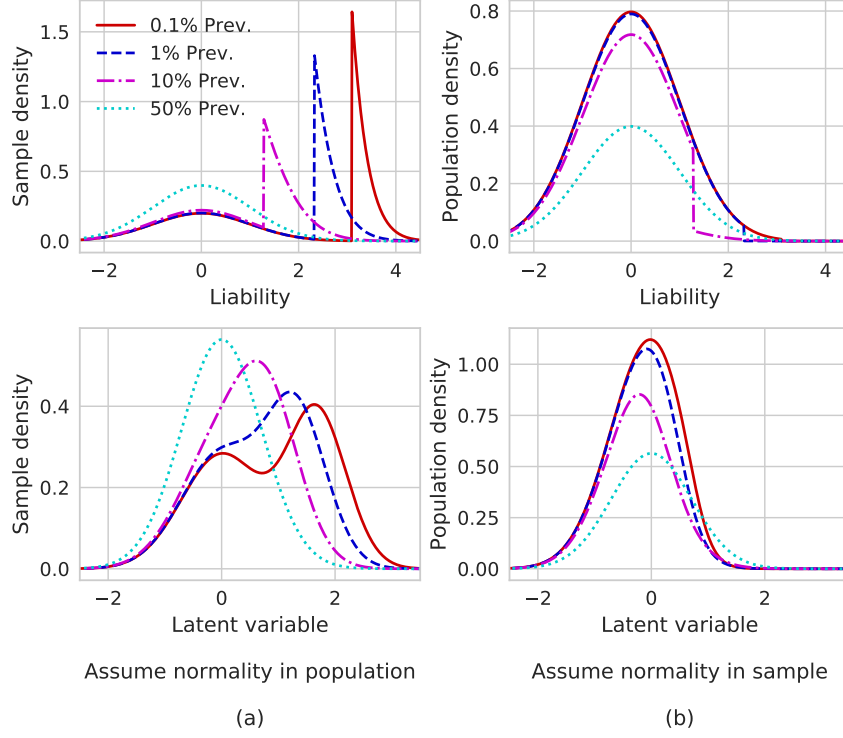 0.1% Prev.
1% Prev.
10% Prev.
50% Prev.
Sample density
1.5
1.0
0.5
0.0
−2
0
2
4
Liability
Population density
0.8
0.6
0.4
0.2
0.0
−2
0
2
4
Liability
Sample density
0.4
0.2
0.0
−2
0
2
Latent variable
Population density
1.00
0.75
0.50
0.25
0.00
−2
0
2
Latent variable
Assume normality in population
Assume normality in sample
(a)
(b)